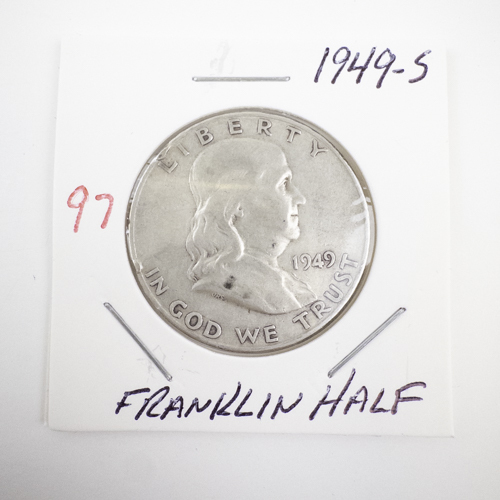 1949-S
LIBERTY
97
1949
IN GOD WE TRUST
FRANKLIN HALF